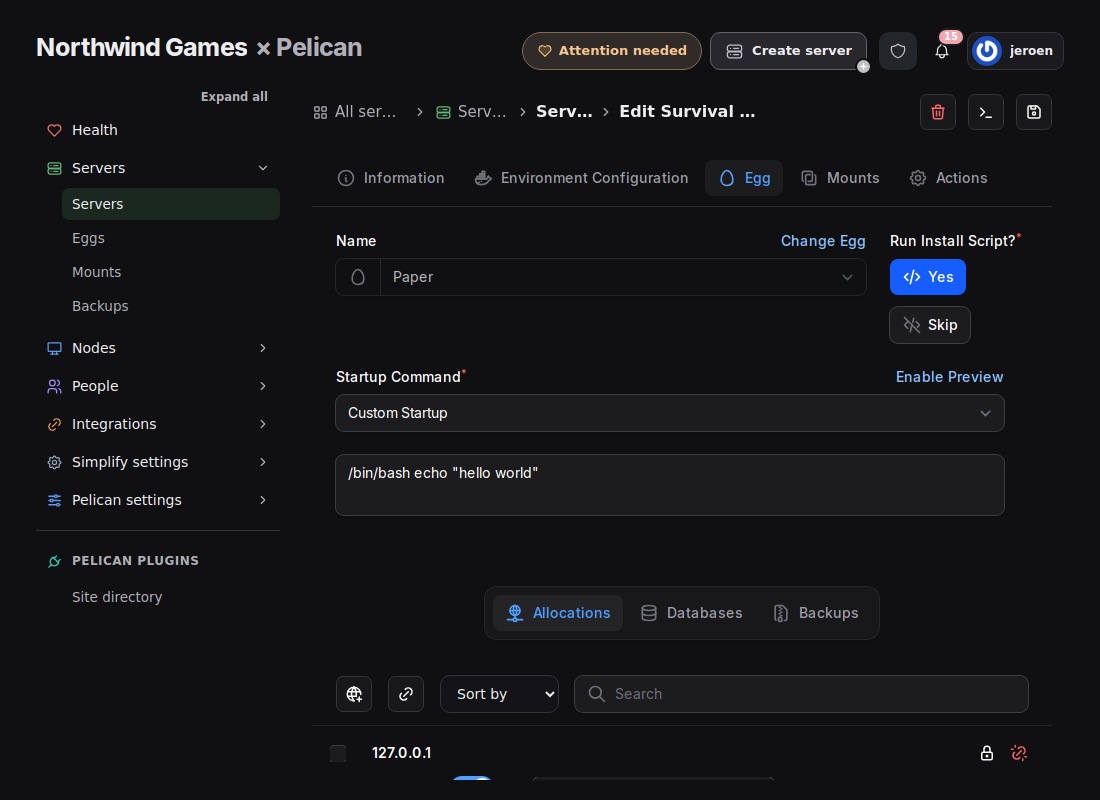 Northwind Games × Pelican
Attention needed
Create server
15
jeroen
Expand all
Health
Servers
Servers
Eggs
Mounts
Backups
Nodes
People
Integrations
Simplify settings
Pelican settings
PELICAN PLUGINS
Site directory
All ser... > Serv... > Serv... > Edit Survival ...
Information
Environment Configuration
Egg
Mounts
Actions
Name
Change Egg
Run Install Script?*
Paper
Yes
Skip
Startup Command*
Enable Preview
Custom Startup
/bin/bash echo "hello world"
Allocations
Databases
Backups
Sort by
Search
127.0.0.1